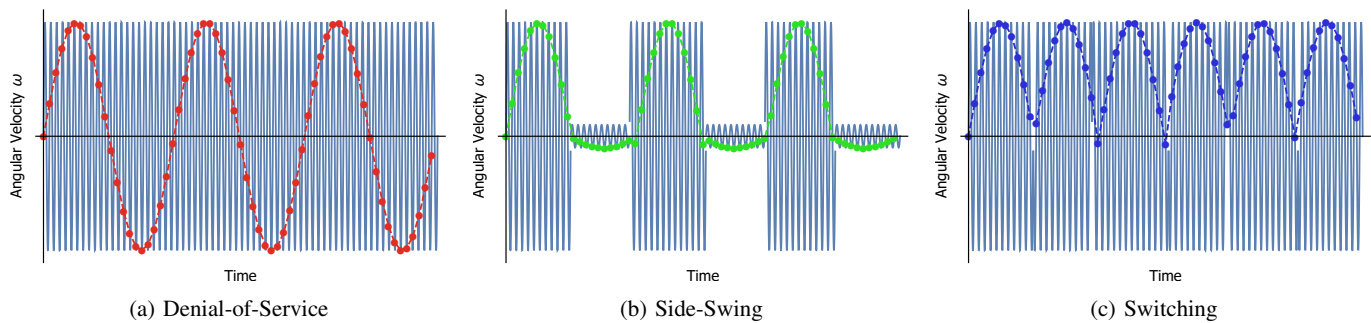 Angular Velocity ω
Time
(a) Denial-of-Service
Angular Velocity ω
Time
(b) Side-Swing
Angular Velocity ω
Time
(c) Switching